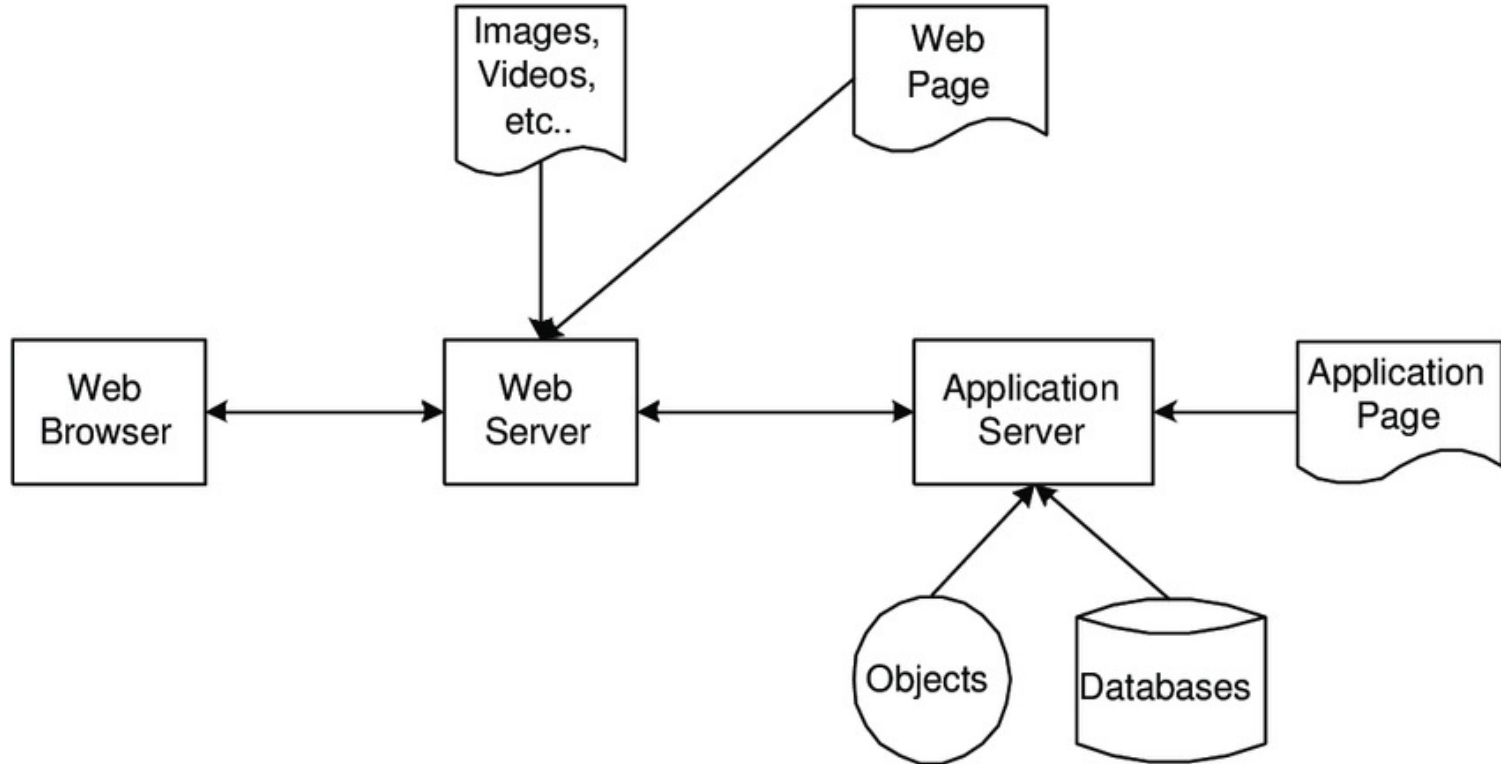 Images,
Videos,
etc..
Web
Page
Web
Browser
Web
Server
Application
Server
Application
Page
Objects
Databases